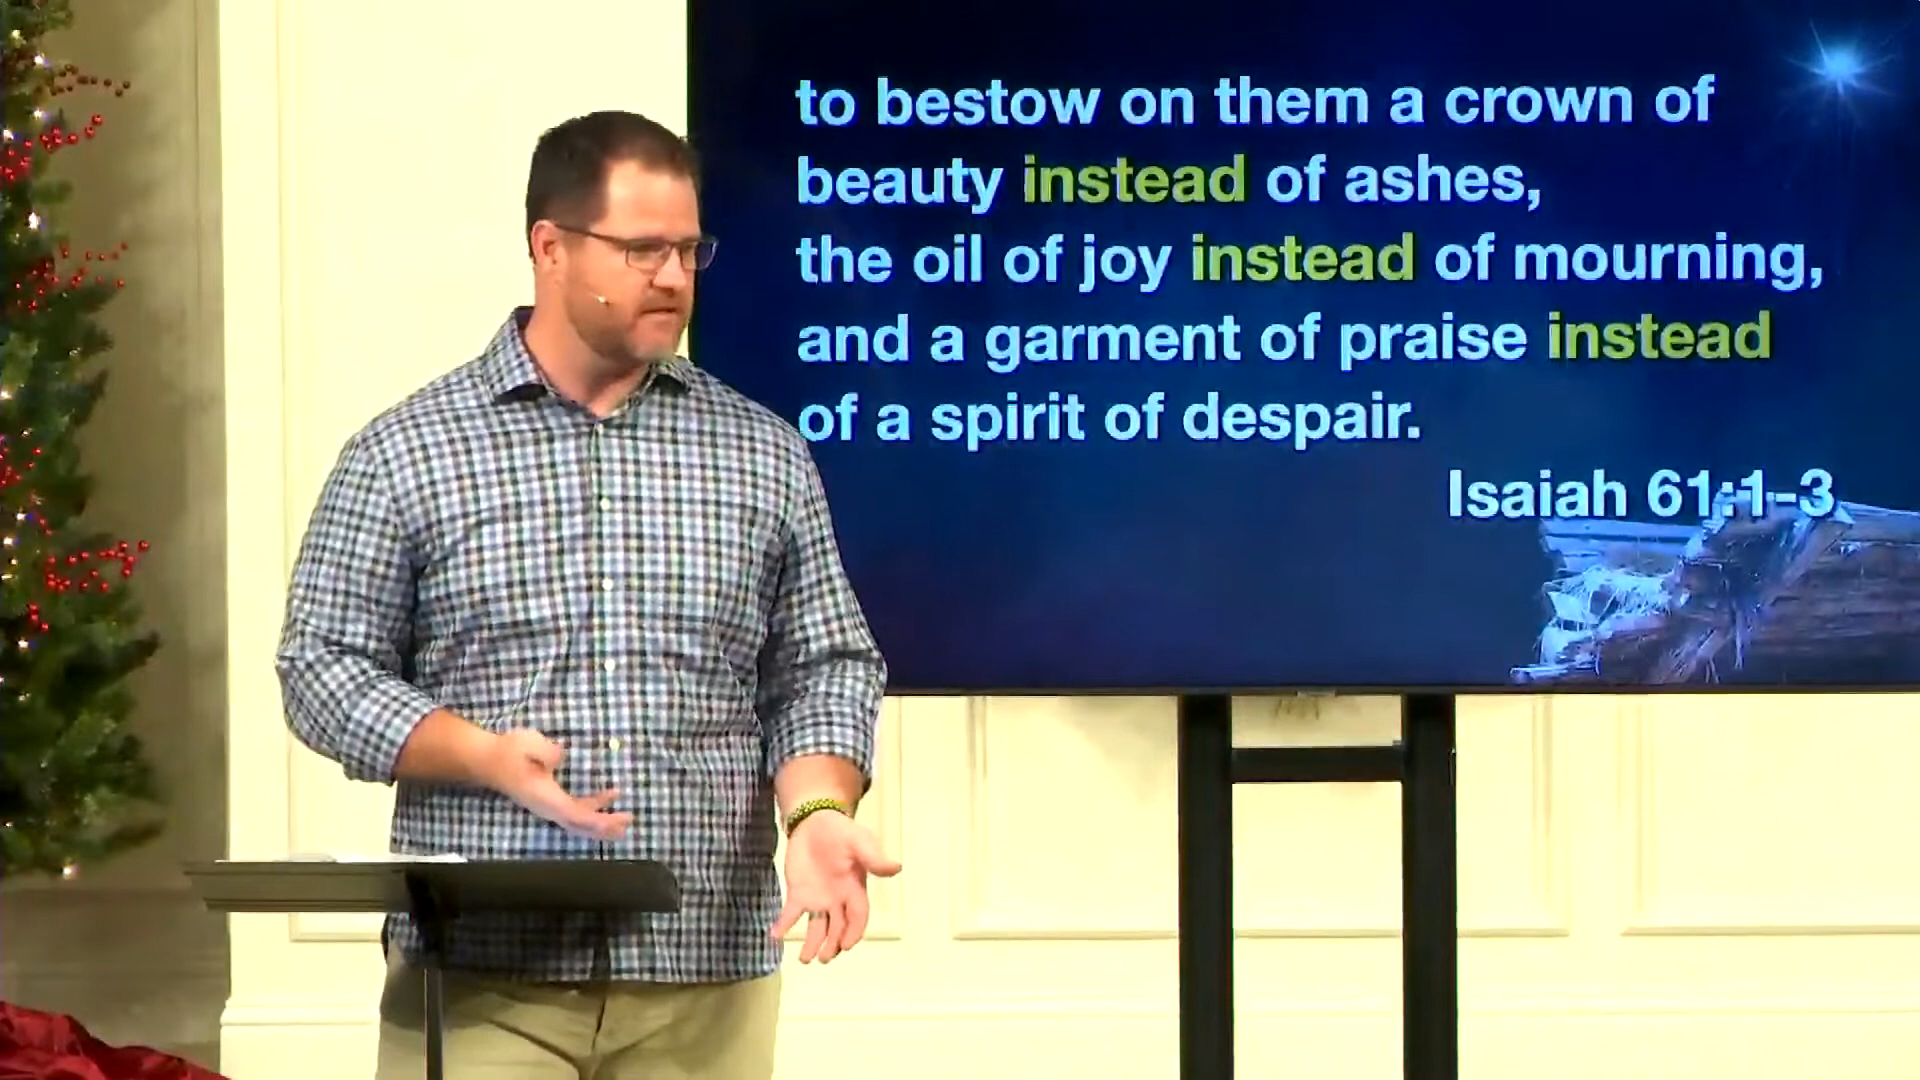 to bestow on them a crown of
beauty instead of ashes,
the oil of joy instead of mourning,
and a garment of praise instead
of a spirit of despair.
Isaiah 61:1-3